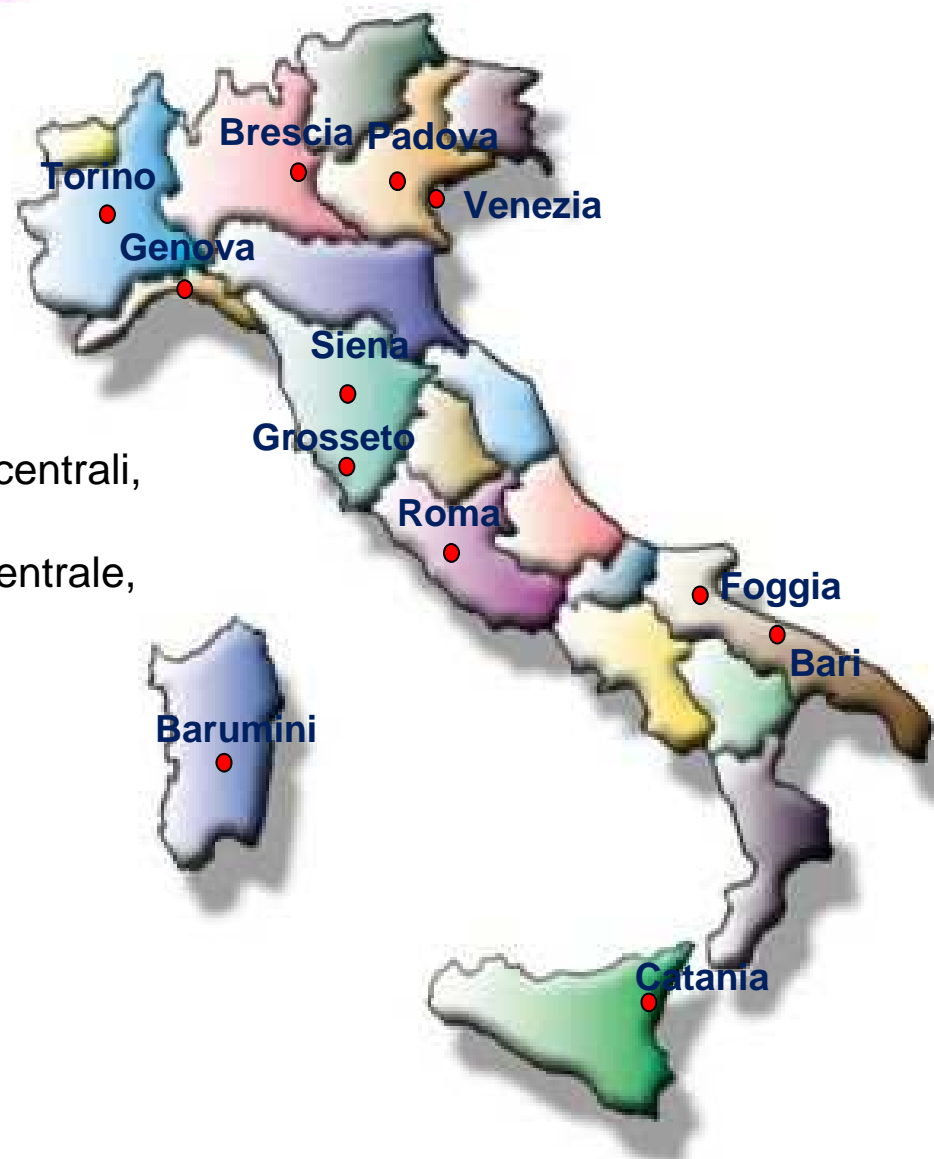 Brescia
Padova
Torino
Venezia
Genova
Siena
Grosseto
centrali,
Roma
entrale,
Foggia
Bari
Barumini
Catania